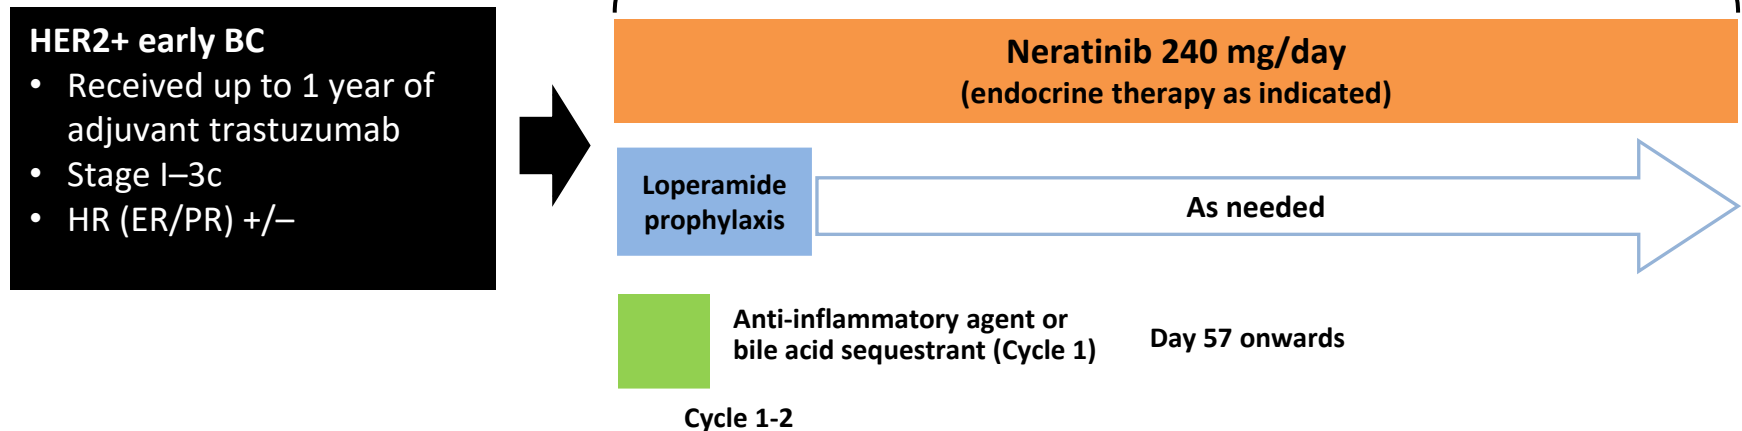 HER2+ early BC
• Received up to 1 year of
adjuvant trastuzumab
• Stage I–3c
• HR (ER/PR) +/–
Neratinib 240 mg/day
(endocrine therapy as indicated)
Loperamide
prophylaxis
As needed
Anti-inflammatory agent or
bile acid sequestrant (Cycle 1)
Day 57 onwards
Cycle 1-2